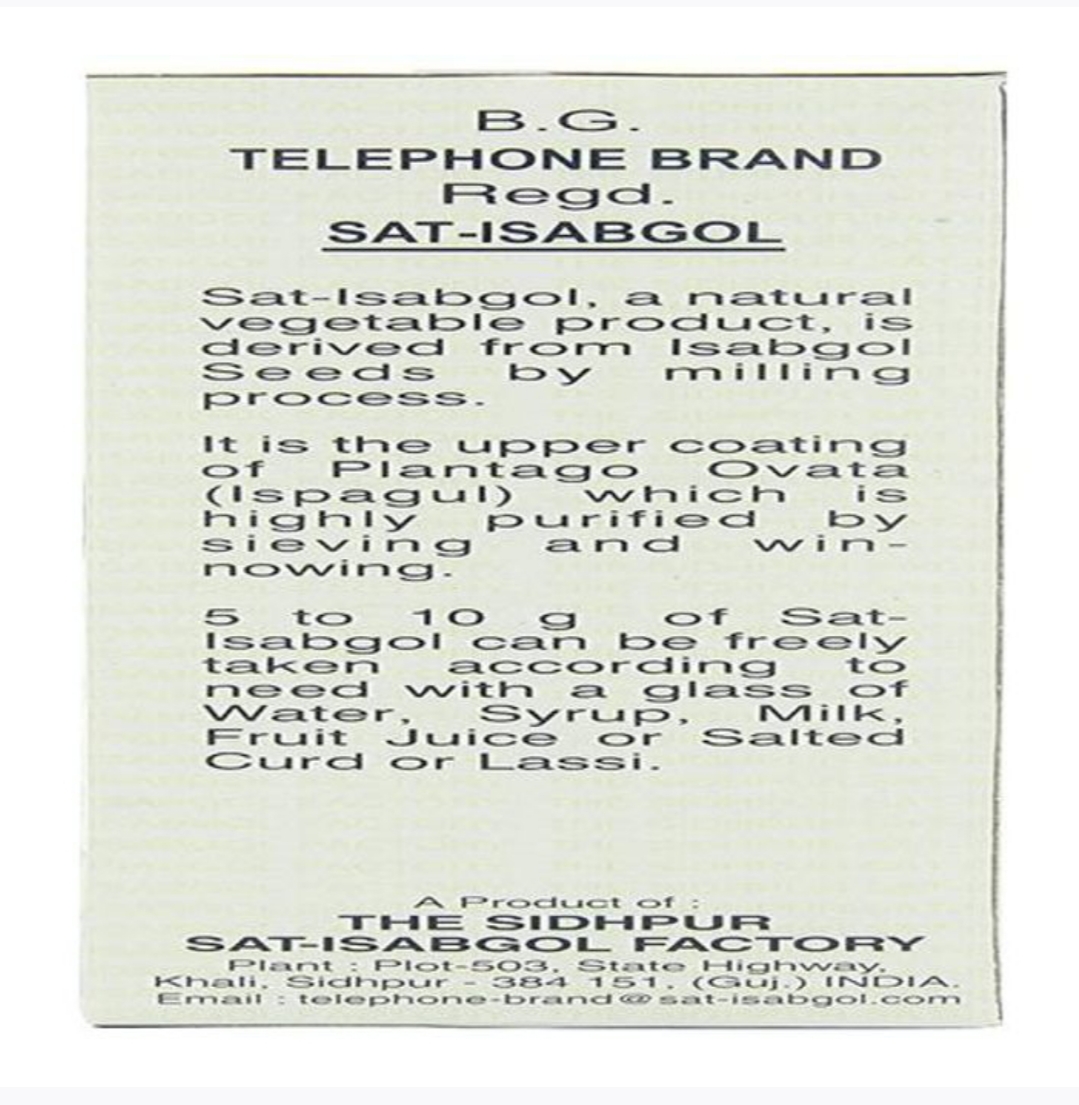 B.G.
TELEPHONE BRAND
Regd.
SAT-ISABGOL
Sat-Isabgol, a natural
vegetable product, is
derived from Isabgol
Seeds by milling
process.
It is the upper coating
of Plantago Ovata
(Ispagul) which is
highly purified by
sieving and win-
nowing.
5 to 10 g of Sat-
Isabgol can be freely
taken according to
need with a glass of
Water, Syrup, Milk,
Fruit Juice or Salted
Curd or Lassi.
A Product of :
THE SIDHPUR
SAT-ISABGOL FACTORY
Plant : Plot-503, State Highway,
Khali, Sidhpur - 384 151, (Guj.) INDIA.
Email : telephone-brand@sat-isabgol.com